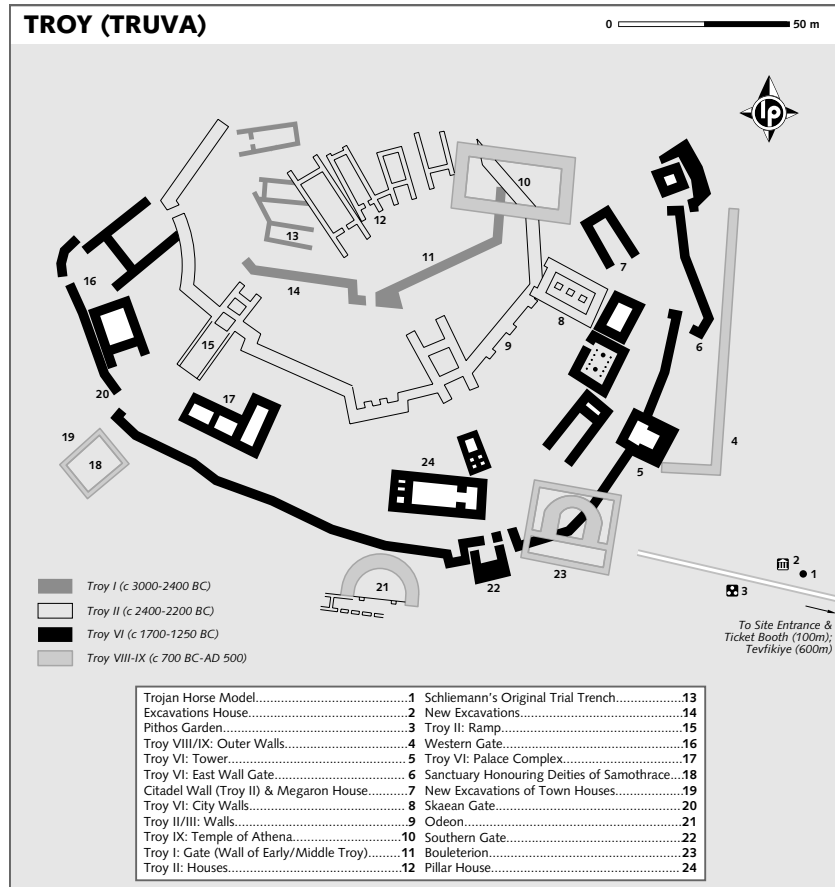 TROY (TRUVA)
0 50 m
lp
10
12
13
11
7
14
16
8
6
15
9
20
17
19
4
18
24
5
2
1
21
23
3
22
Troy I (c 3000-2400 BC)
Troy II (c 2400-2200 BC)
Troy VI (c 1700-1250 BC)
Troy VIII-IX (c 700 BC-AD 500)
To Site Entrance &
Ticket Booth (100m);
Tevfikiye (600m)
Trojan Horse Model 1
Excavations House 2
Pithos Garden 3
Troy VIII/IX: Outer Walls 4
Troy VI: Tower 5
Troy VI: East Wall Gate 6
Citadel Wall (Troy II) & Megaron House 7
Troy VI: City Walls 8
Troy II/III: Walls 9
Troy IX: Temple of Athena 10
Troy I: Gate (Wall of Early/Middle Troy) 11
Troy II: Houses 12
Schliemann's Original Trial Trench 13
New Excavations 14
Troy II: Ramp 15
Western Gate 16
Troy VI: Palace Complex 17
Sanctuary Honouring Deities of Samothrace 18
New Excavations of Town Houses 19
Skaean Gate 20
Odeon 21
Southern Gate 22
Bouleterion 23
Pillar House 24